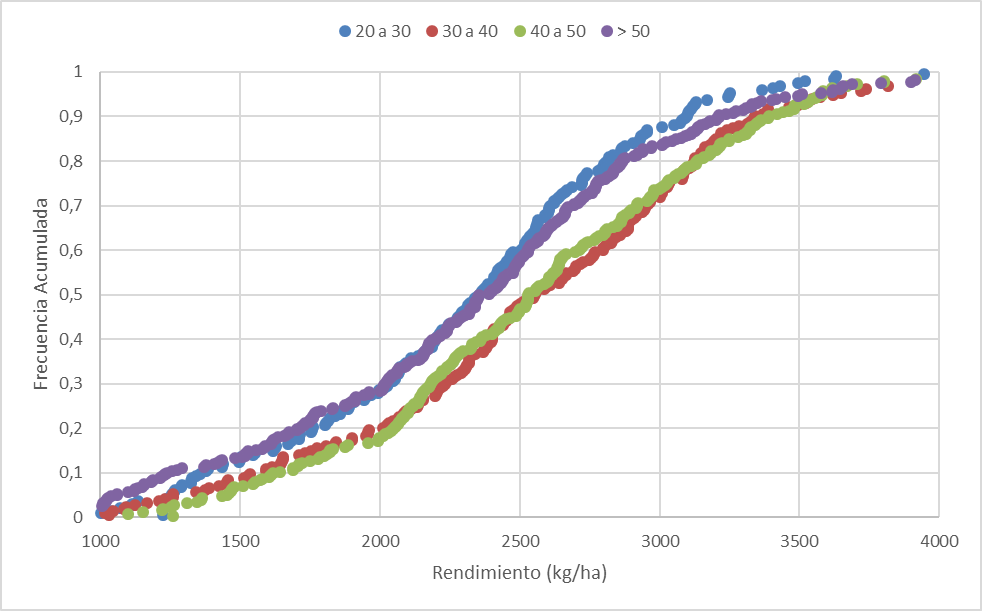 20 a 30 30 a 40 40 a 50 > 50
1
0,9
0,8
0,7
0,6
0,5
0,4
0,3
0,2
0,1
0
Frecuencia Acumulada
1000 1500 2000 2500 3000 3500 4000
Rendimiento (kg/ha)